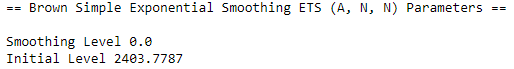 == Brown Simple Exponential Smoothing ETS (A, N, N) Parameters ==
Smoothing Level 0.0
Initial Level 2403.7787